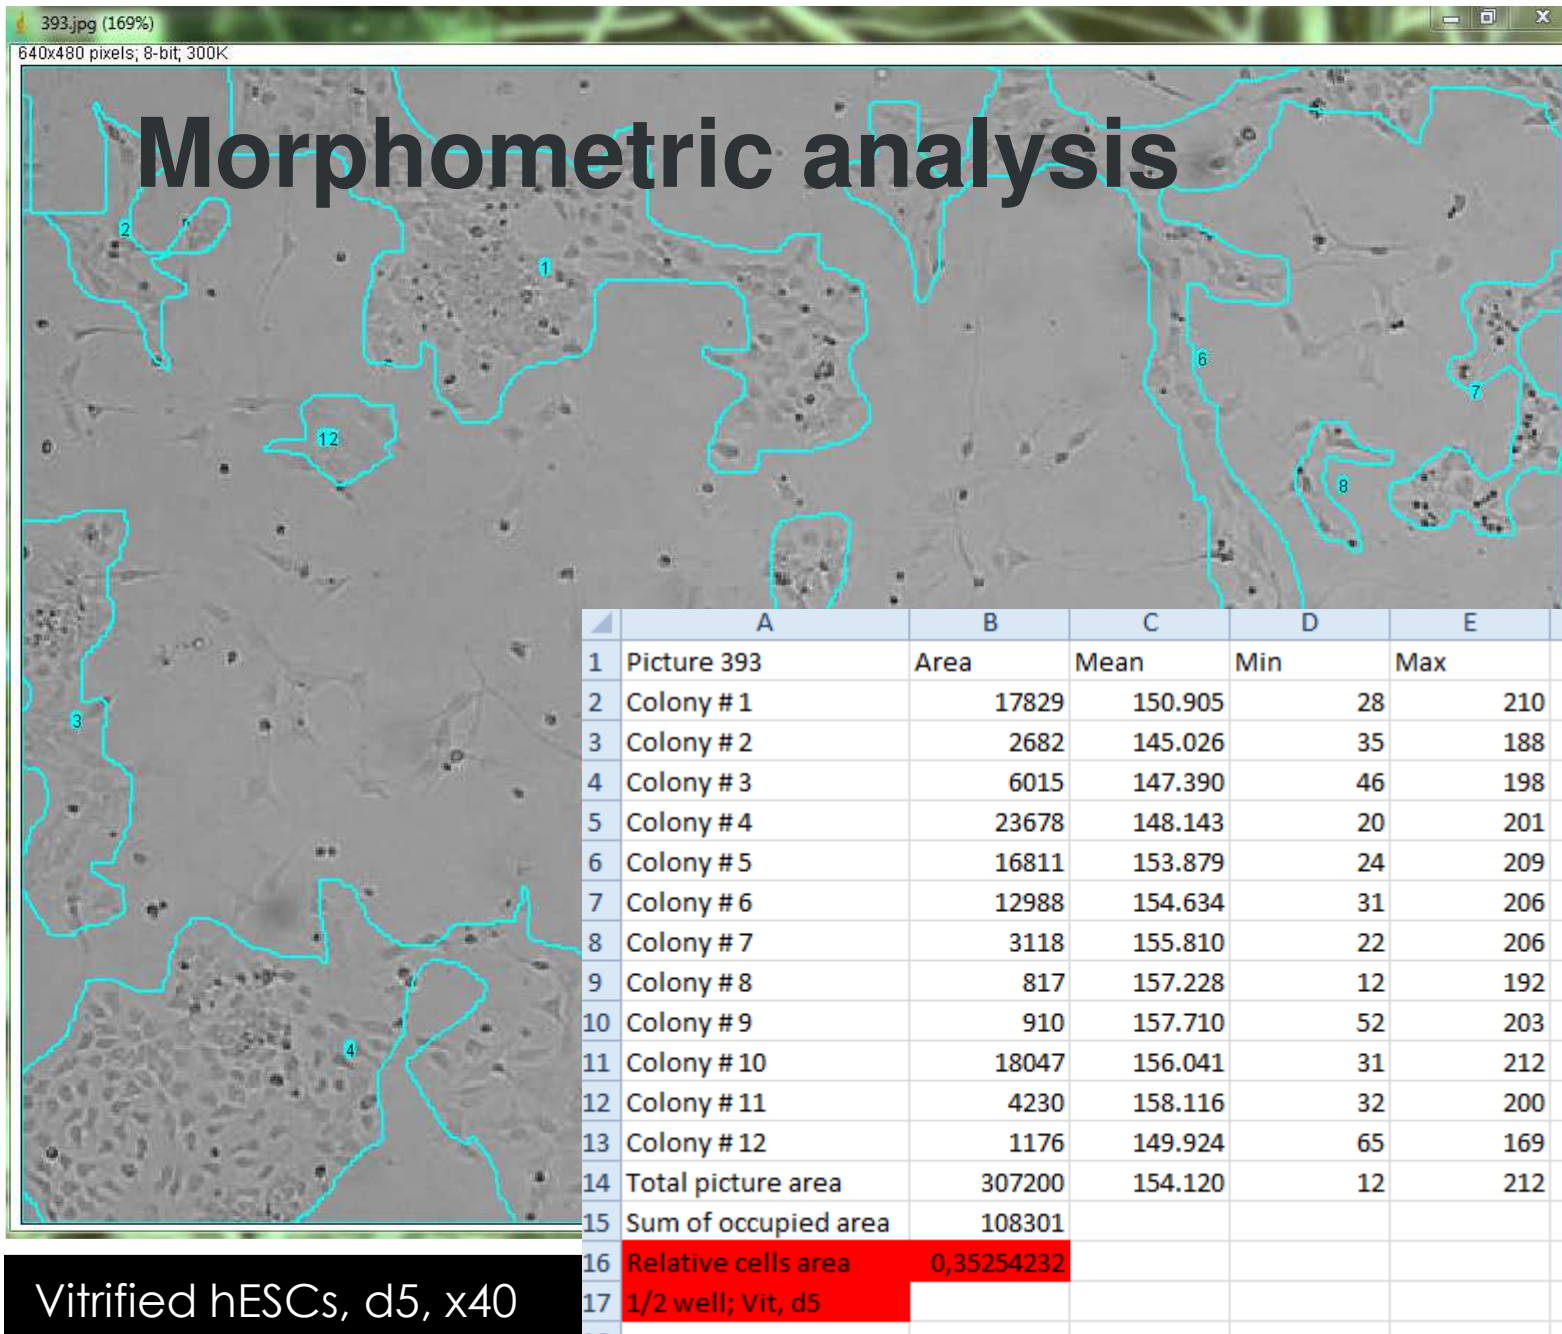 393.jpg (169%)
640x480 pixels; 8-bit; 300K
Morphometric analysis
2
1
6
7
12
8
3
4
A B C D E
1 Picture 393 Area Mean Min Max
2 Colony # 1 17829 150.905 28 210
3 Colony # 2 2682 145.026 35 188
4 Colony # 3 6015 147.390 46 198
5 Colony # 4 23678 148.143 20 201
6 Colony # 5 16811 153.879 24 209
7 Colony # 6 12988 154.634 31 206
8 Colony # 7 3118 155.810 22 206
9 Colony # 8 817 157.228 12 192
10 Colony # 9 910 157.710 52 203
11 Colony # 10 18047 156.041 31 212
12 Colony # 11 4230 158.116 32 200
13 Colony # 12 1176 149.924 65 169
14 Total picture area 307200 154.120 12 212
15 Sum of occupied area 108301
16 Relative cells area 0,35254232
17 1/2 well; Vit, d5
Vitrified hESCs, d5, x40